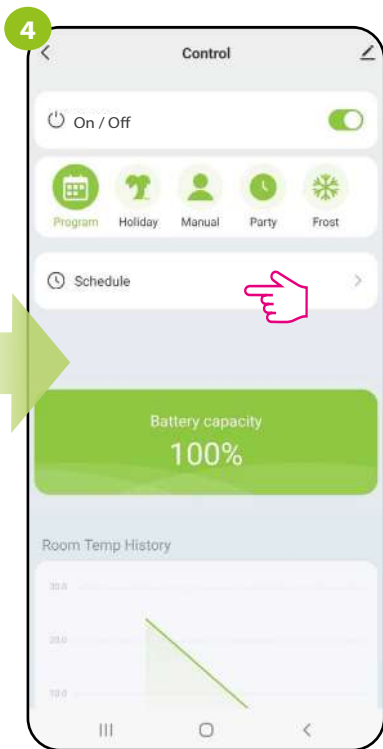 4
Control
On / Off
Program Holiday Manual Party Frost
Schedule
Battery capacity
100%
Room Temp History
30.0
20.0
10.0